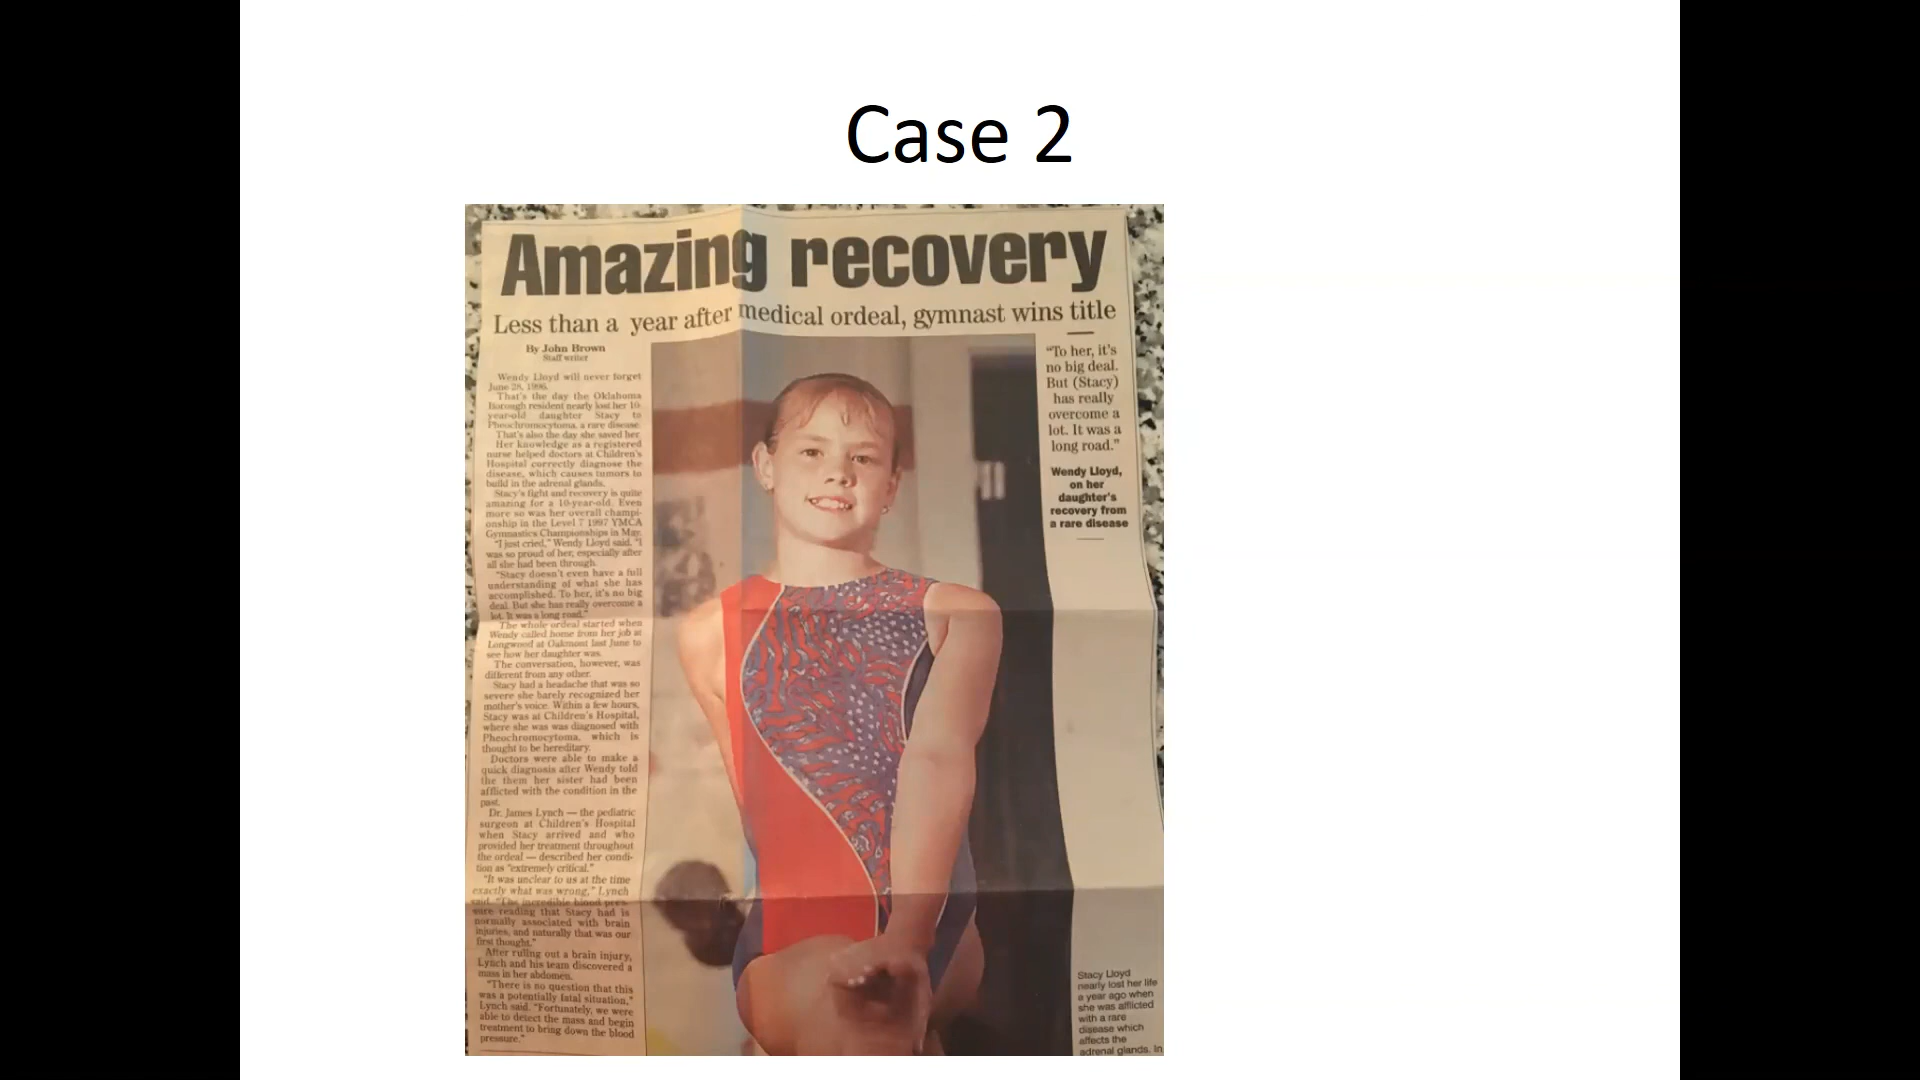 Case 2
Amazing recovery
Less than a year after medical ordeal, gymnast wins title
By John Brown
Staff writer
Wendy Lloyd will never forget
June 28, 1996.
That's the day the Oklahoma
Borough resident nearly lost her 10-
year-old daughter Stacy to
Pheochromocytoma, a rare disease.
That's also the day she saved her.
Her knowledge as a registered
nurse helped doctors at Children's
Hospital correctly diagnose the
disease, which causes tumors to
build in the adrenal glands.
Stacy's fight and recovery is quite
amazing for a 10-year-old. Even
more so was her overall champi-
onship in the Level 7 1997 YMCA
Gymnastics Championships in May.
"I just cried," Wendy Lloyd said. "I
was so proud of her, especially after
all she had been through.
"Stacy doesn't even have a full
understanding of what she has
accomplished. To her, it's no big
deal. But she has really overcome a
lot. It was a long road."
The whole ordeal started when
Wendy called home from her job at
Longwood at Oakmont last June to
see how her daughter was.
The conversation, however, was
different from any other.
Stacy had a headache that was so
severe she barely recognized her
mother's voice. Within a few hours,
Stacy was at Children's Hospital,
where she was was diagnosed with
Pheochromocytoma, which is
thought to be hereditary.
Doctors were able to make a
quick diagnosis after Wendy told
the them her sister had been
afflicted with the condition in the
past.
Dr. James Lynch — the pediatric
surgeon at Children's Hospital
when Stacy arrived and who
provided her treatment throughout
the ordeal — described her condi-
tion as "extremely critical."
"It was unclear to us at the time
exactly what was wrong," Lynch
said. "The incredible blood pres-
sure reading that Stacy had is
normally associated with brain
injuries, and naturally that was our
first thought."
After ruling out a brain injury,
Lynch and his team discovered a
mass in her abdomen.
"There is no question that this
was a potentially fatal situation,"
Lynch said. "Fortunately, we were
able to detect the mass and begin
treatment to bring down the blood
pressure."
"To her, it's
no big deal.
But (Stacy)
has really
overcome a
lot. It was a
long road."
Wendy Lloyd,
on her
daughter's
recovery from
a rare disease
Stacy Lloyd
nearly lost her life
a year ago when
she was afflicted
with a rare
disease which
affects the
adrenal glands. In